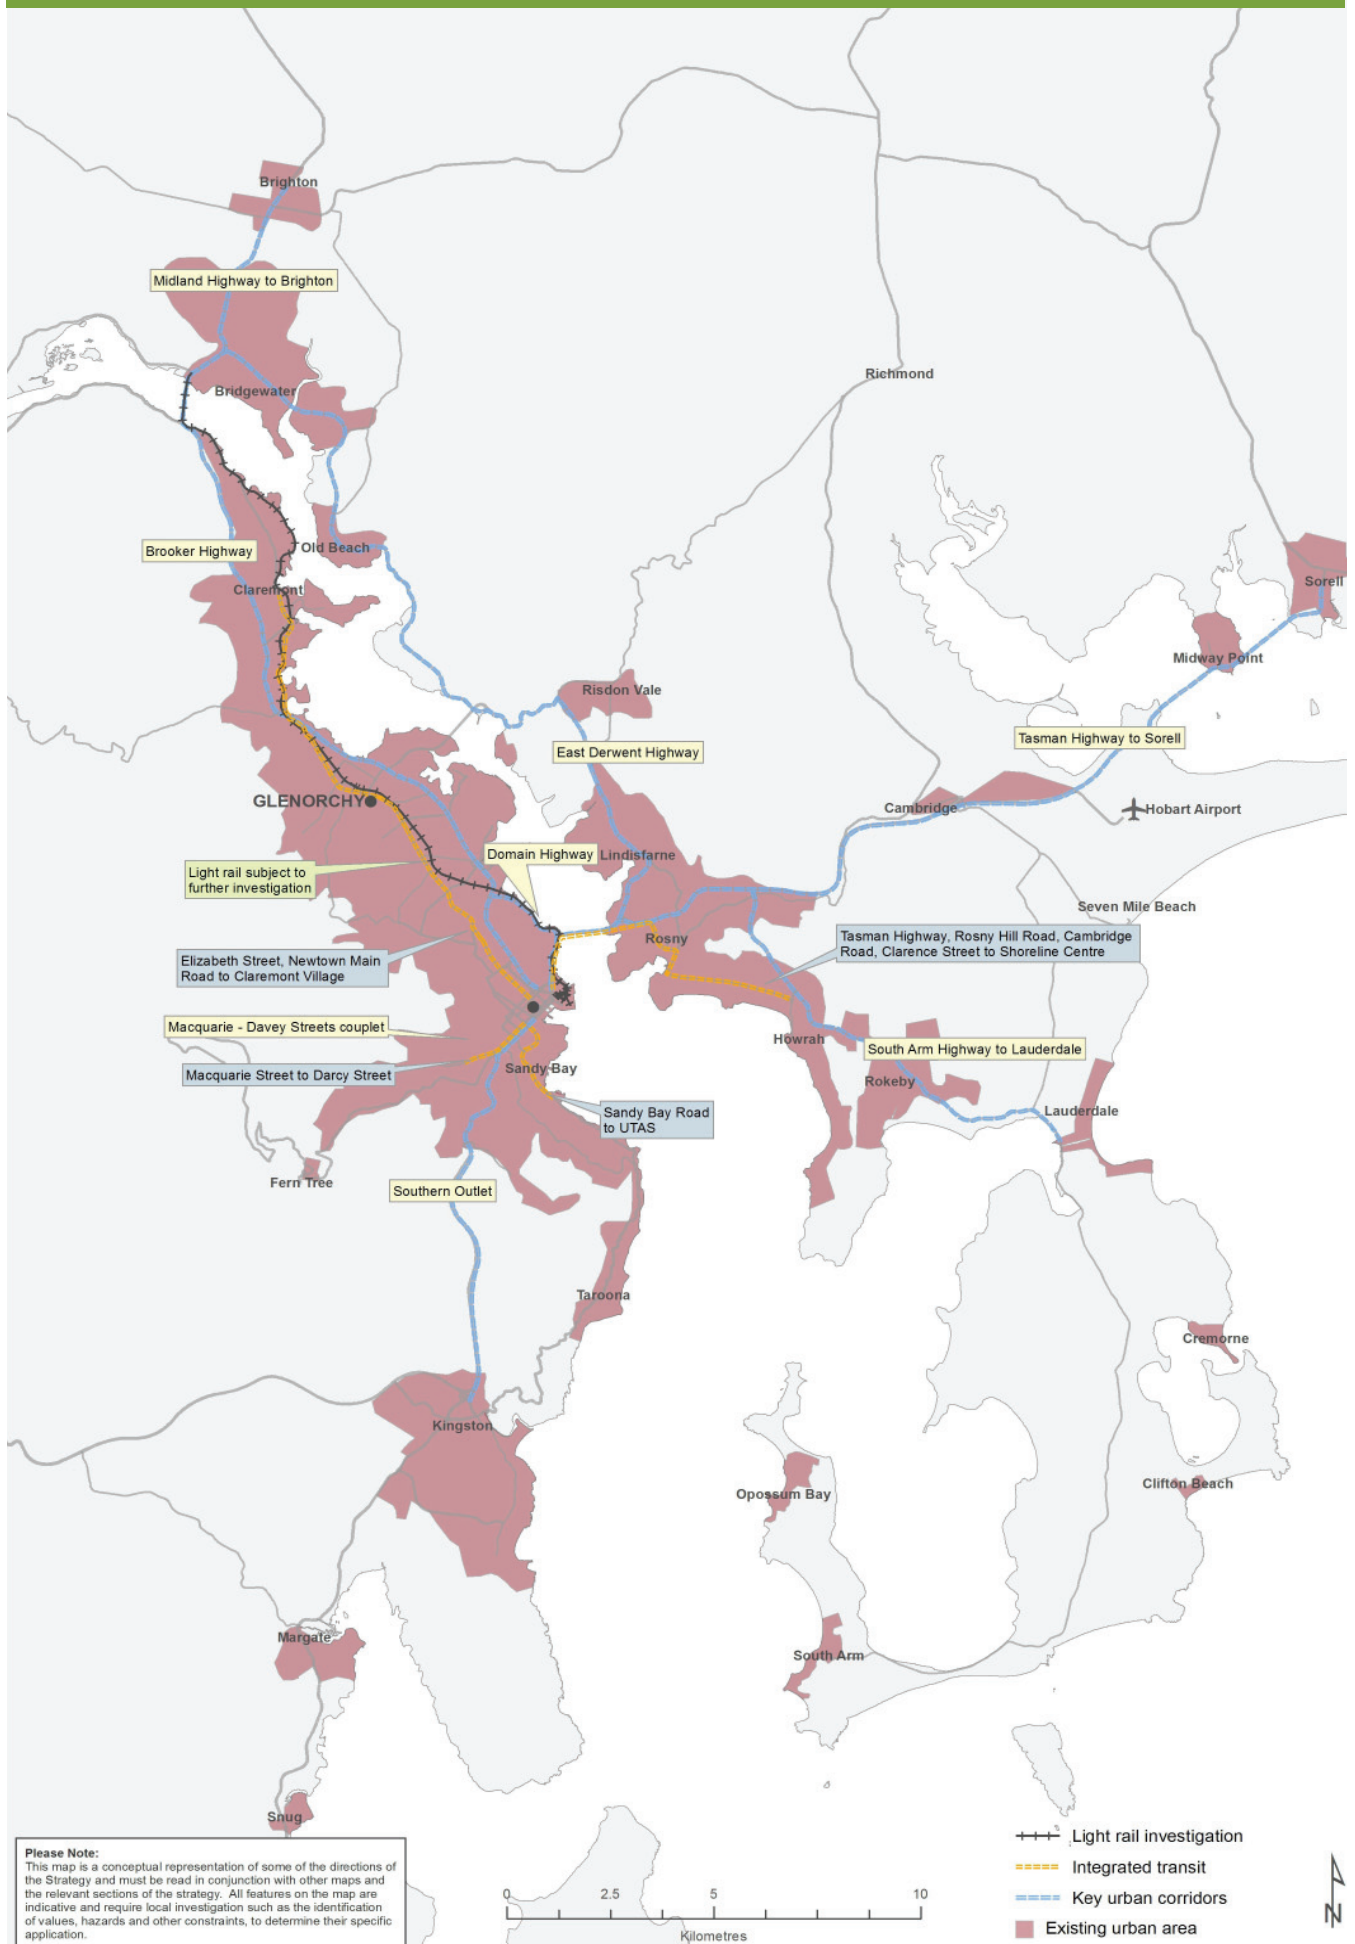 Brighton
Midland Highway to Brighton
Richmond
Bridgewater
Brooker Highway
Old Beach
Claremont
Sorell
Midway Point
Risdon Vale
Tasman Highway to Sorell
East Derwent Highway
GLENORCHY
Cambridge
Hobart Airport
Domain Highway
Lindisfarne
Light rail subject to
further investigation
Seven Mile Beach
Rosny
Tasman Highway, Rosny Hill Road, Cambridge
Road, Clarence Street to Shoreline Centre
Elizabeth Street, Newtown Main
Road to Claremont Village
Macquarie - Davey Streets couplet
Howrah
South Arm Highway to Lauderdale
Macquarie Street to Darcy Street
Sandy Bay
Rokeby
Sandy Bay Road
to UTAS
Lauderdale
Fern Tree
Southern Outlet
Taroona
Cremorne
Kingston
Clifton Beach
Opossum Bay
Margate
South Arm
Snug
Please Note:
This map is a conceptual representation of some of the directions of
the Strategy and must be read in conjunction with other maps and
the relevant sections of the strategy. All features on the map are
indicative and require local investigation such as the identification
of values, hazards and other constraints, to determine their specific
application.
0 2.5 5 10
Kilometres
Light rail investigation
Integrated transit
Key urban corridors
Existing urban area
N